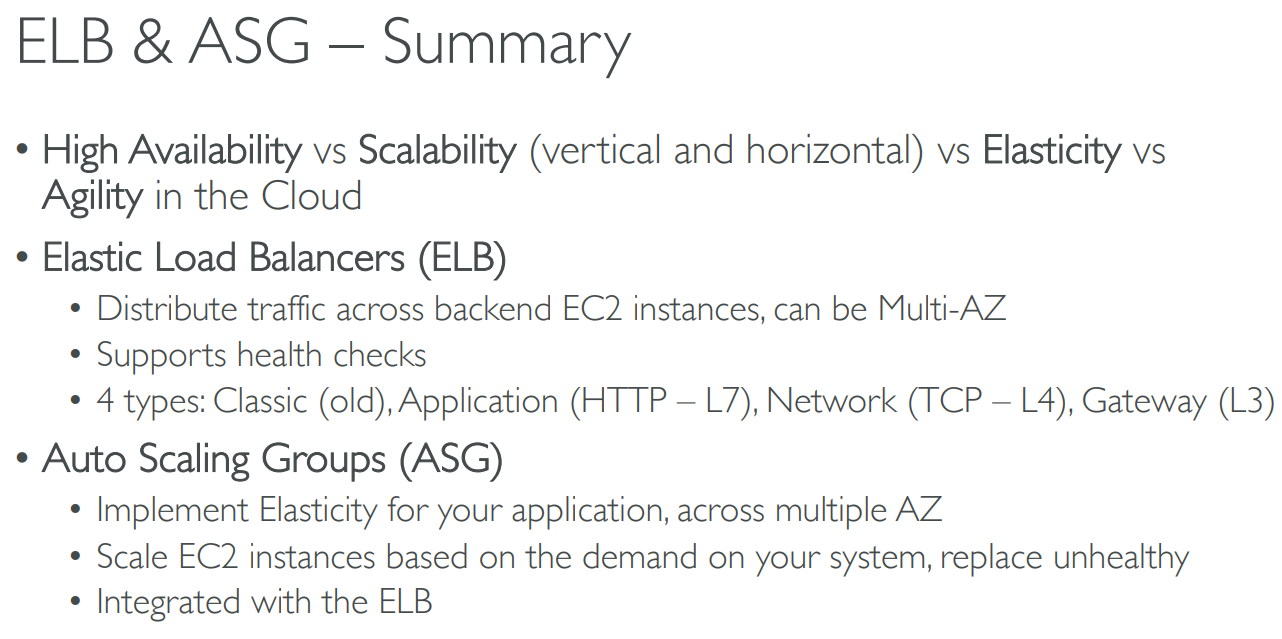 ELB & ASG – Summary
• High Availability vs Scalability (vertical and horizontal) vs Elasticity vs
Agility in the Cloud
• Elastic Load Balancers (ELB)
• Distribute traffic across backend EC2 instances, can be Multi-AZ
• Supports health checks
• 4 types: Classic (old), Application (HTTP – L7), Network (TCP – L4), Gateway (L3)
• Auto Scaling Groups (ASG)
• Implement Elasticity for your application, across multiple AZ
• Scale EC2 instances based on the demand on your system, replace unhealthy
• Integrated with the ELB